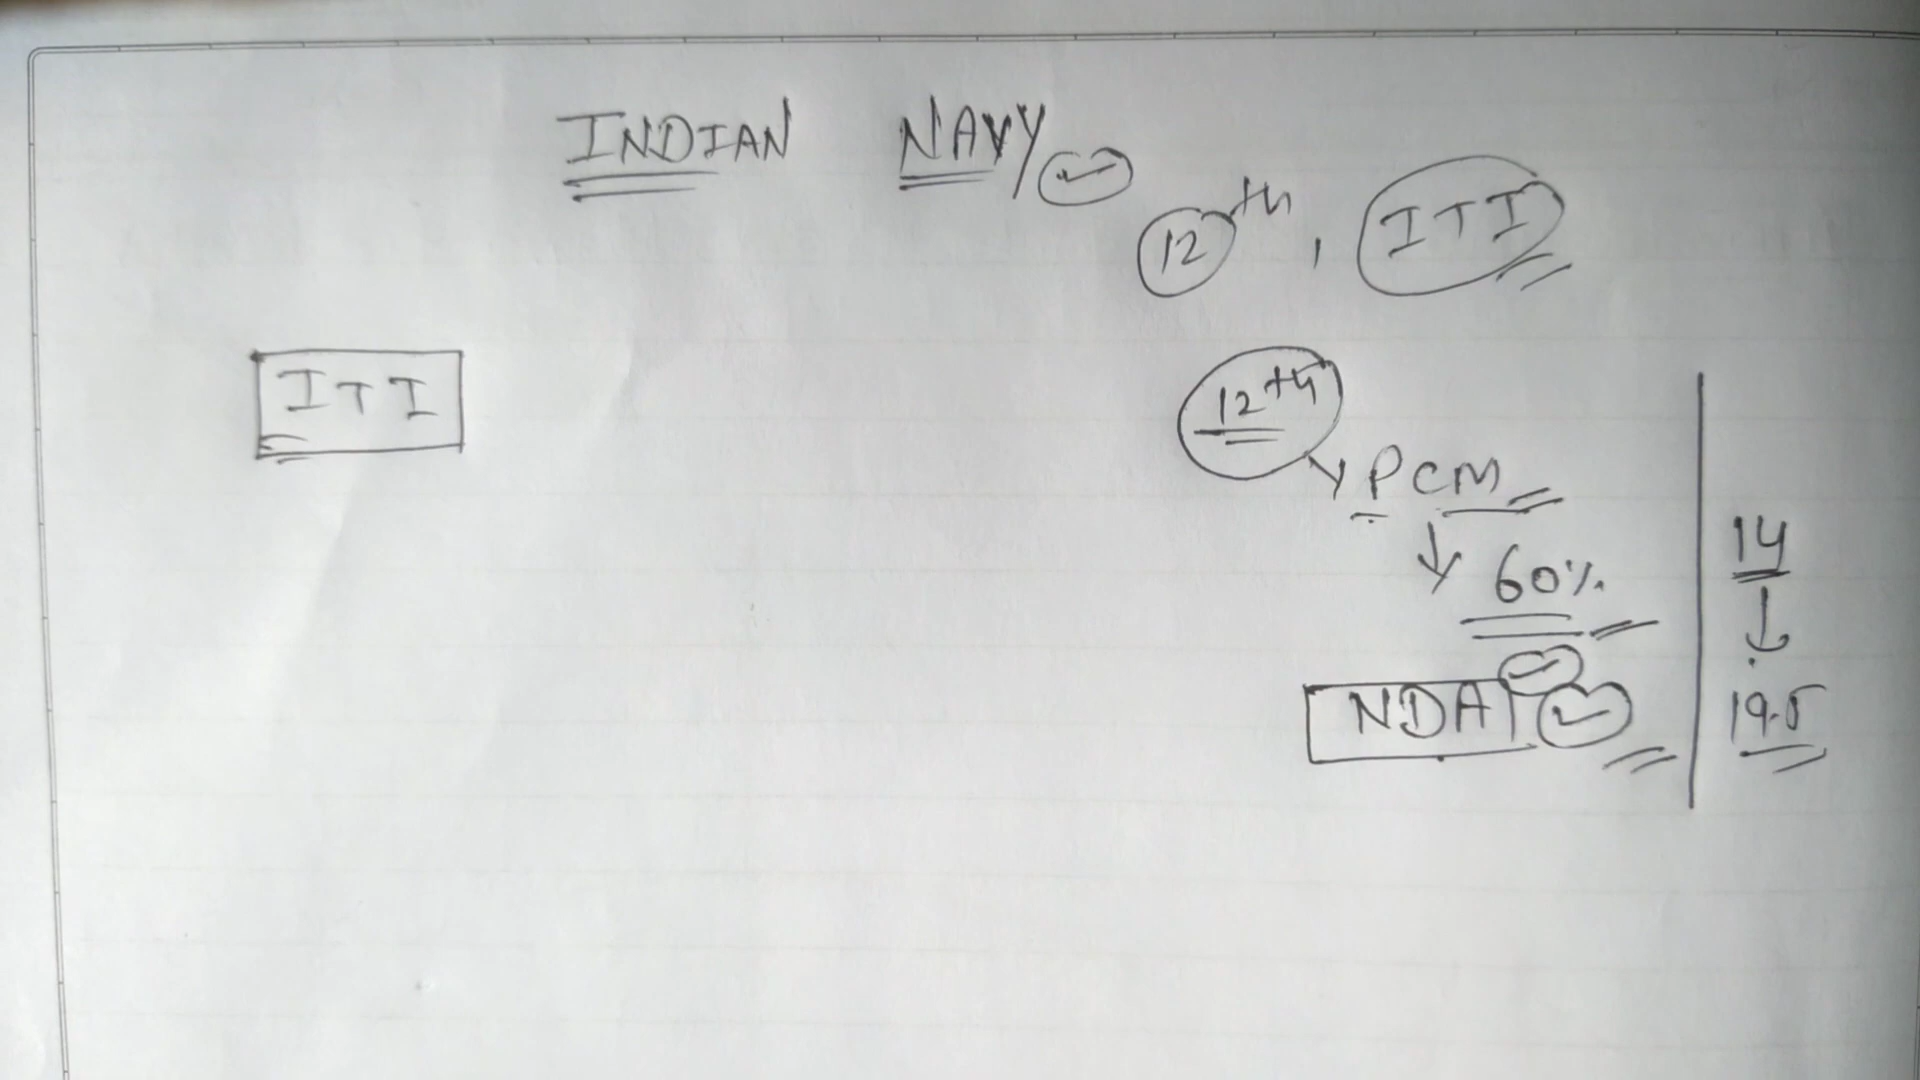 INDIAN NAVY
12th, ITI
ITI
12th
PCM
60%
NDA
14
19.5